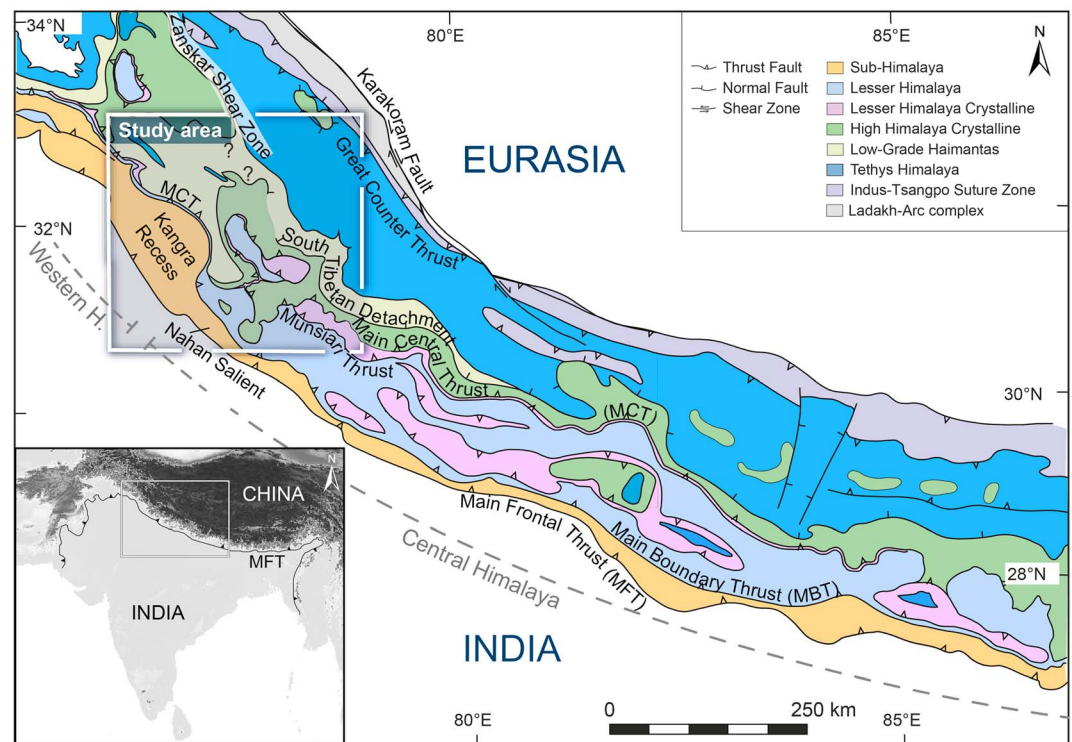 34°N
80°E
85°E
N
Thrust Fault
Normal Fault
Shear Zone
Sub-Himalaya
Lesser Himalaya
Lesser Himalaya Crystalline
High Himalaya Crystalline
Low-Grade Haimantas
Tethys Himalaya
Indus-Tsangpo Suture Zone
Ladakh-Arc complex
Zanskar Shear Zone
Karakoram Fault
Study area
?
?
EURASIA
Great Counter Thrust
MCT
32°N
Kangra
Recess
South Tibetan Detachment
Western H.
Munsiari Thrust
Main Central Thrust
(MCT)
Nahan Salient
30°N
N
CHINA
MFT
INDIA
Main Frontal Thrust (MFT)
Main Boundary Thrust (MBT)
Central Himalaya
28°N
INDIA
0
250 km
80°E
85°E